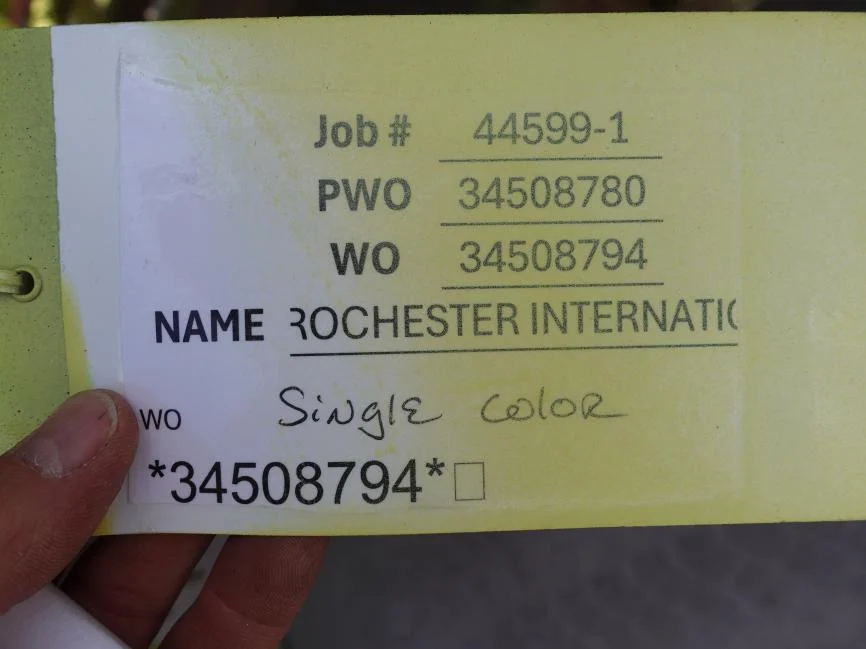 Job # 44599-1
PWO 34508780
WO 34508794
NAME ROCHESTER INTERNATI
WO Single Color
*34508794*